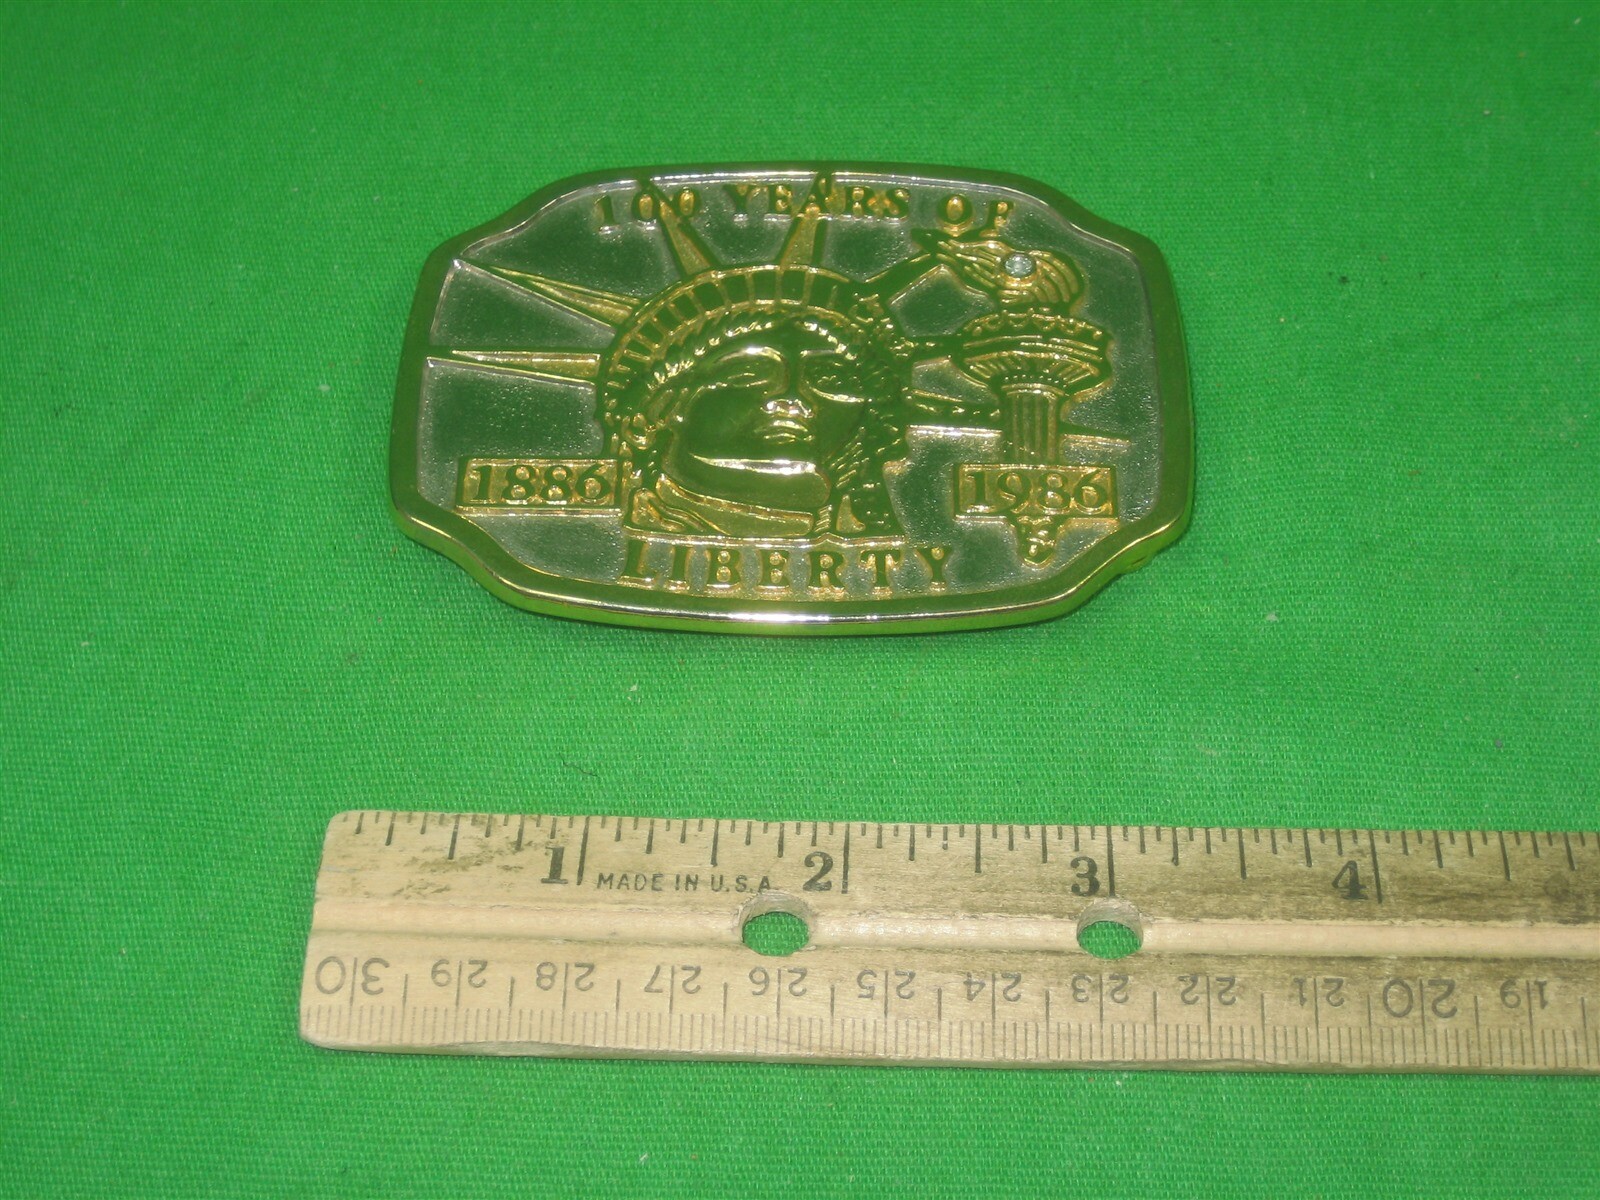 100 YEARS OF
1886
1986
LIBERTY
1 2 3 4
MADE IN U.S.A.
30 29 28 27 26 25 24 23 22 21 20 19